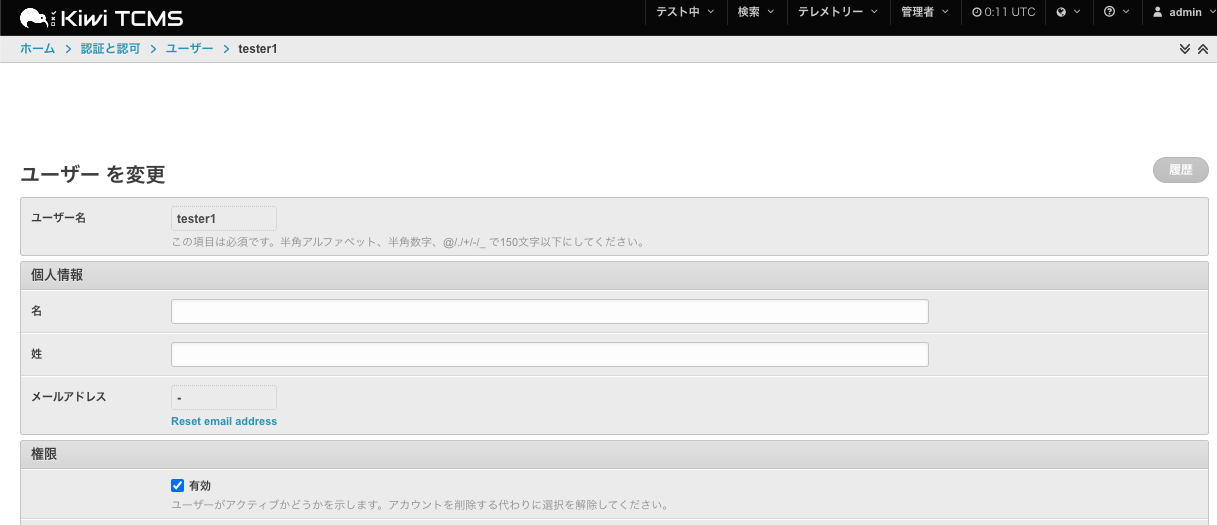 Kiwi TCMS テスト中 検索 テレメトリー 管理者 0:11 UTC admin
ホーム > 認証と認可 > ユーザー > tester1
ユーザー を変更 履歴
ユーザー名 tester1
この項目は必須です。半角アルファベット、半角数字、@/./+/-/_ で150文字以下にしてください。
個人情報
名
姓
メールアドレス -
Reset email address
権限
有効
ユーザーがアクティブかどうかを示します。アカウントを削除する代わりに選択を解除してください。